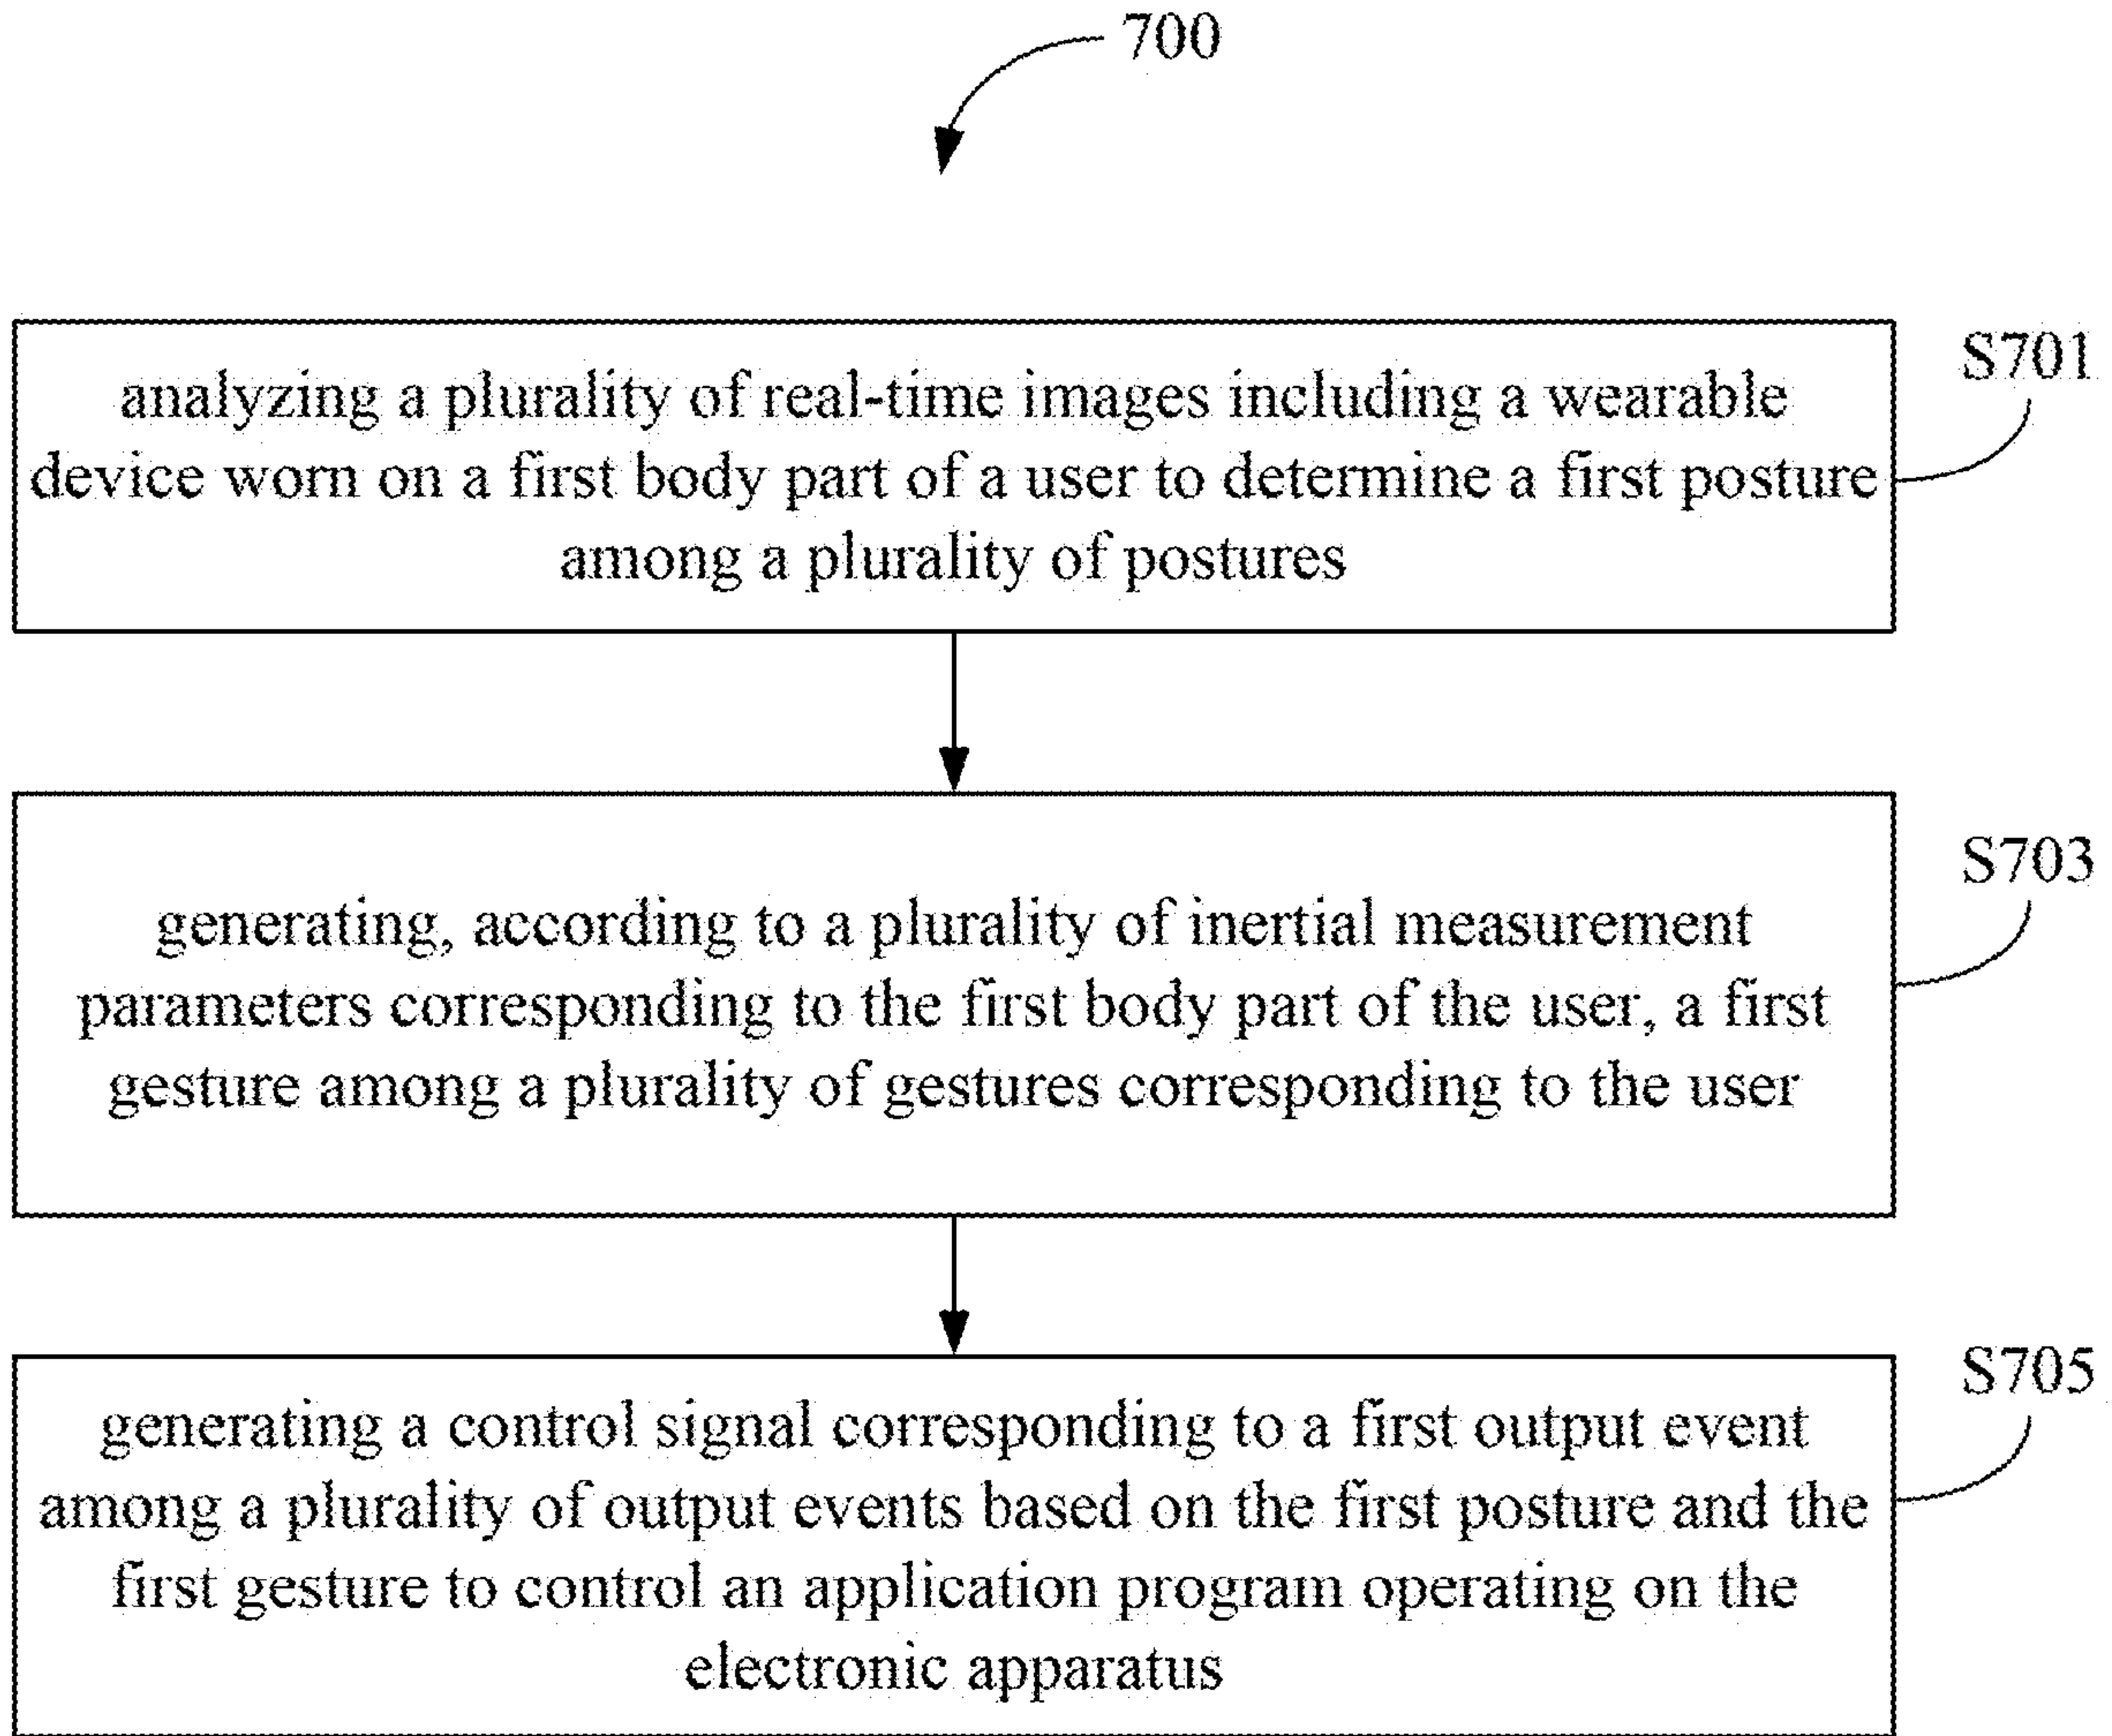 700
S701
analyzing a plurality of real-time images including a wearable
device worn on a first body part of a user to determine a first posture
among a plurality of postures
S703
generating, according to a plurality of inertial measurement
parameters corresponding to the first body part of the user, a first
gesture among a plurality of gestures corresponding to the user
S705
generating a control signal corresponding to a first output event
among a plurality of output events based on the first posture and the
first gesture to control an application program operating on the
electronic apparatus